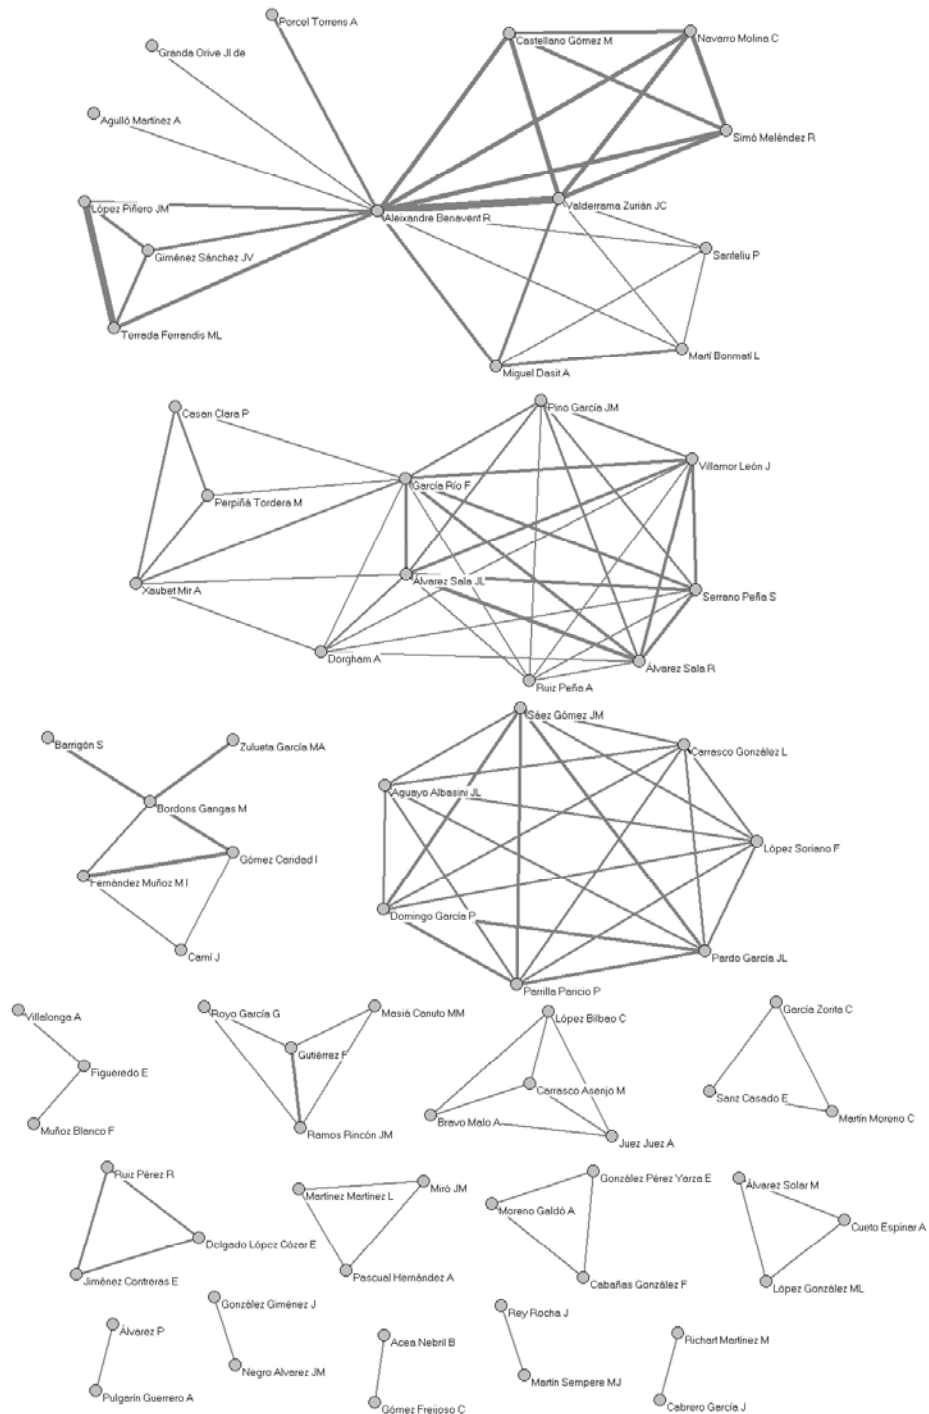 Porcel Torrens A
Granda Orive JI de
Castellano Gómez M
Navarro Molina C
Agulló Martínez A
Simó Meléndez R
López Piñero JM
Aleixandre Benavent R
Valderrama Zurián JC
Giménez Sánchez JV
Sanfeliu P
Terrada Ferrandis ML
Martí Bonmatí L
Miguel Dasit A
Casan Clara P
Pino García JM
Villamor León J
García Río F
Perpiñá Tordera M
Xaubet Mir A
Álvarez Sala JL
Serrano Peña S
Dorgham A
Álvarez Sala R
Ruiz Peña A
Sáez Gómez JM
Barrigón S
Zulueta García MA
Carrasco González L
Aguayo Albasini JL
Bordons Gangas M
López Soriano F
Gómez Caridad I
Fernández Muñoz M I
Domingo García P
Camí J
Pardo García JL
Parrilla Paricio P
Villalonga A
Royo García G
Masiá Canuto MM
López Bilbao C
García Zorita C
Gutiérrez F
Figueredo E
Carrasco Asenjo M
Sanz Casado E
Muñoz Blanco F
Ramos Rincón JM
Bravo Malo A
Juez Juez A
Martín Moreno C
Ruiz Pérez R
Martínez Martínez L
Miró JM
González Pérez Yarza E
Álvarez Solar M
Moreno Galdó A
Cueto Espinar A
Delgado López Cózar E
Jiménez Contreras E
Pascual Hernández A
Cabañas González F
López González ML
González Giménez J
Rey Rocha J
Álvarez P
Acea Nebril B
Richart Martínez M
Negro Alvarez JM
Martín Sempere MJ
Pulgarín Guerrero A
Gómez Freijoso C
Cabrero García J